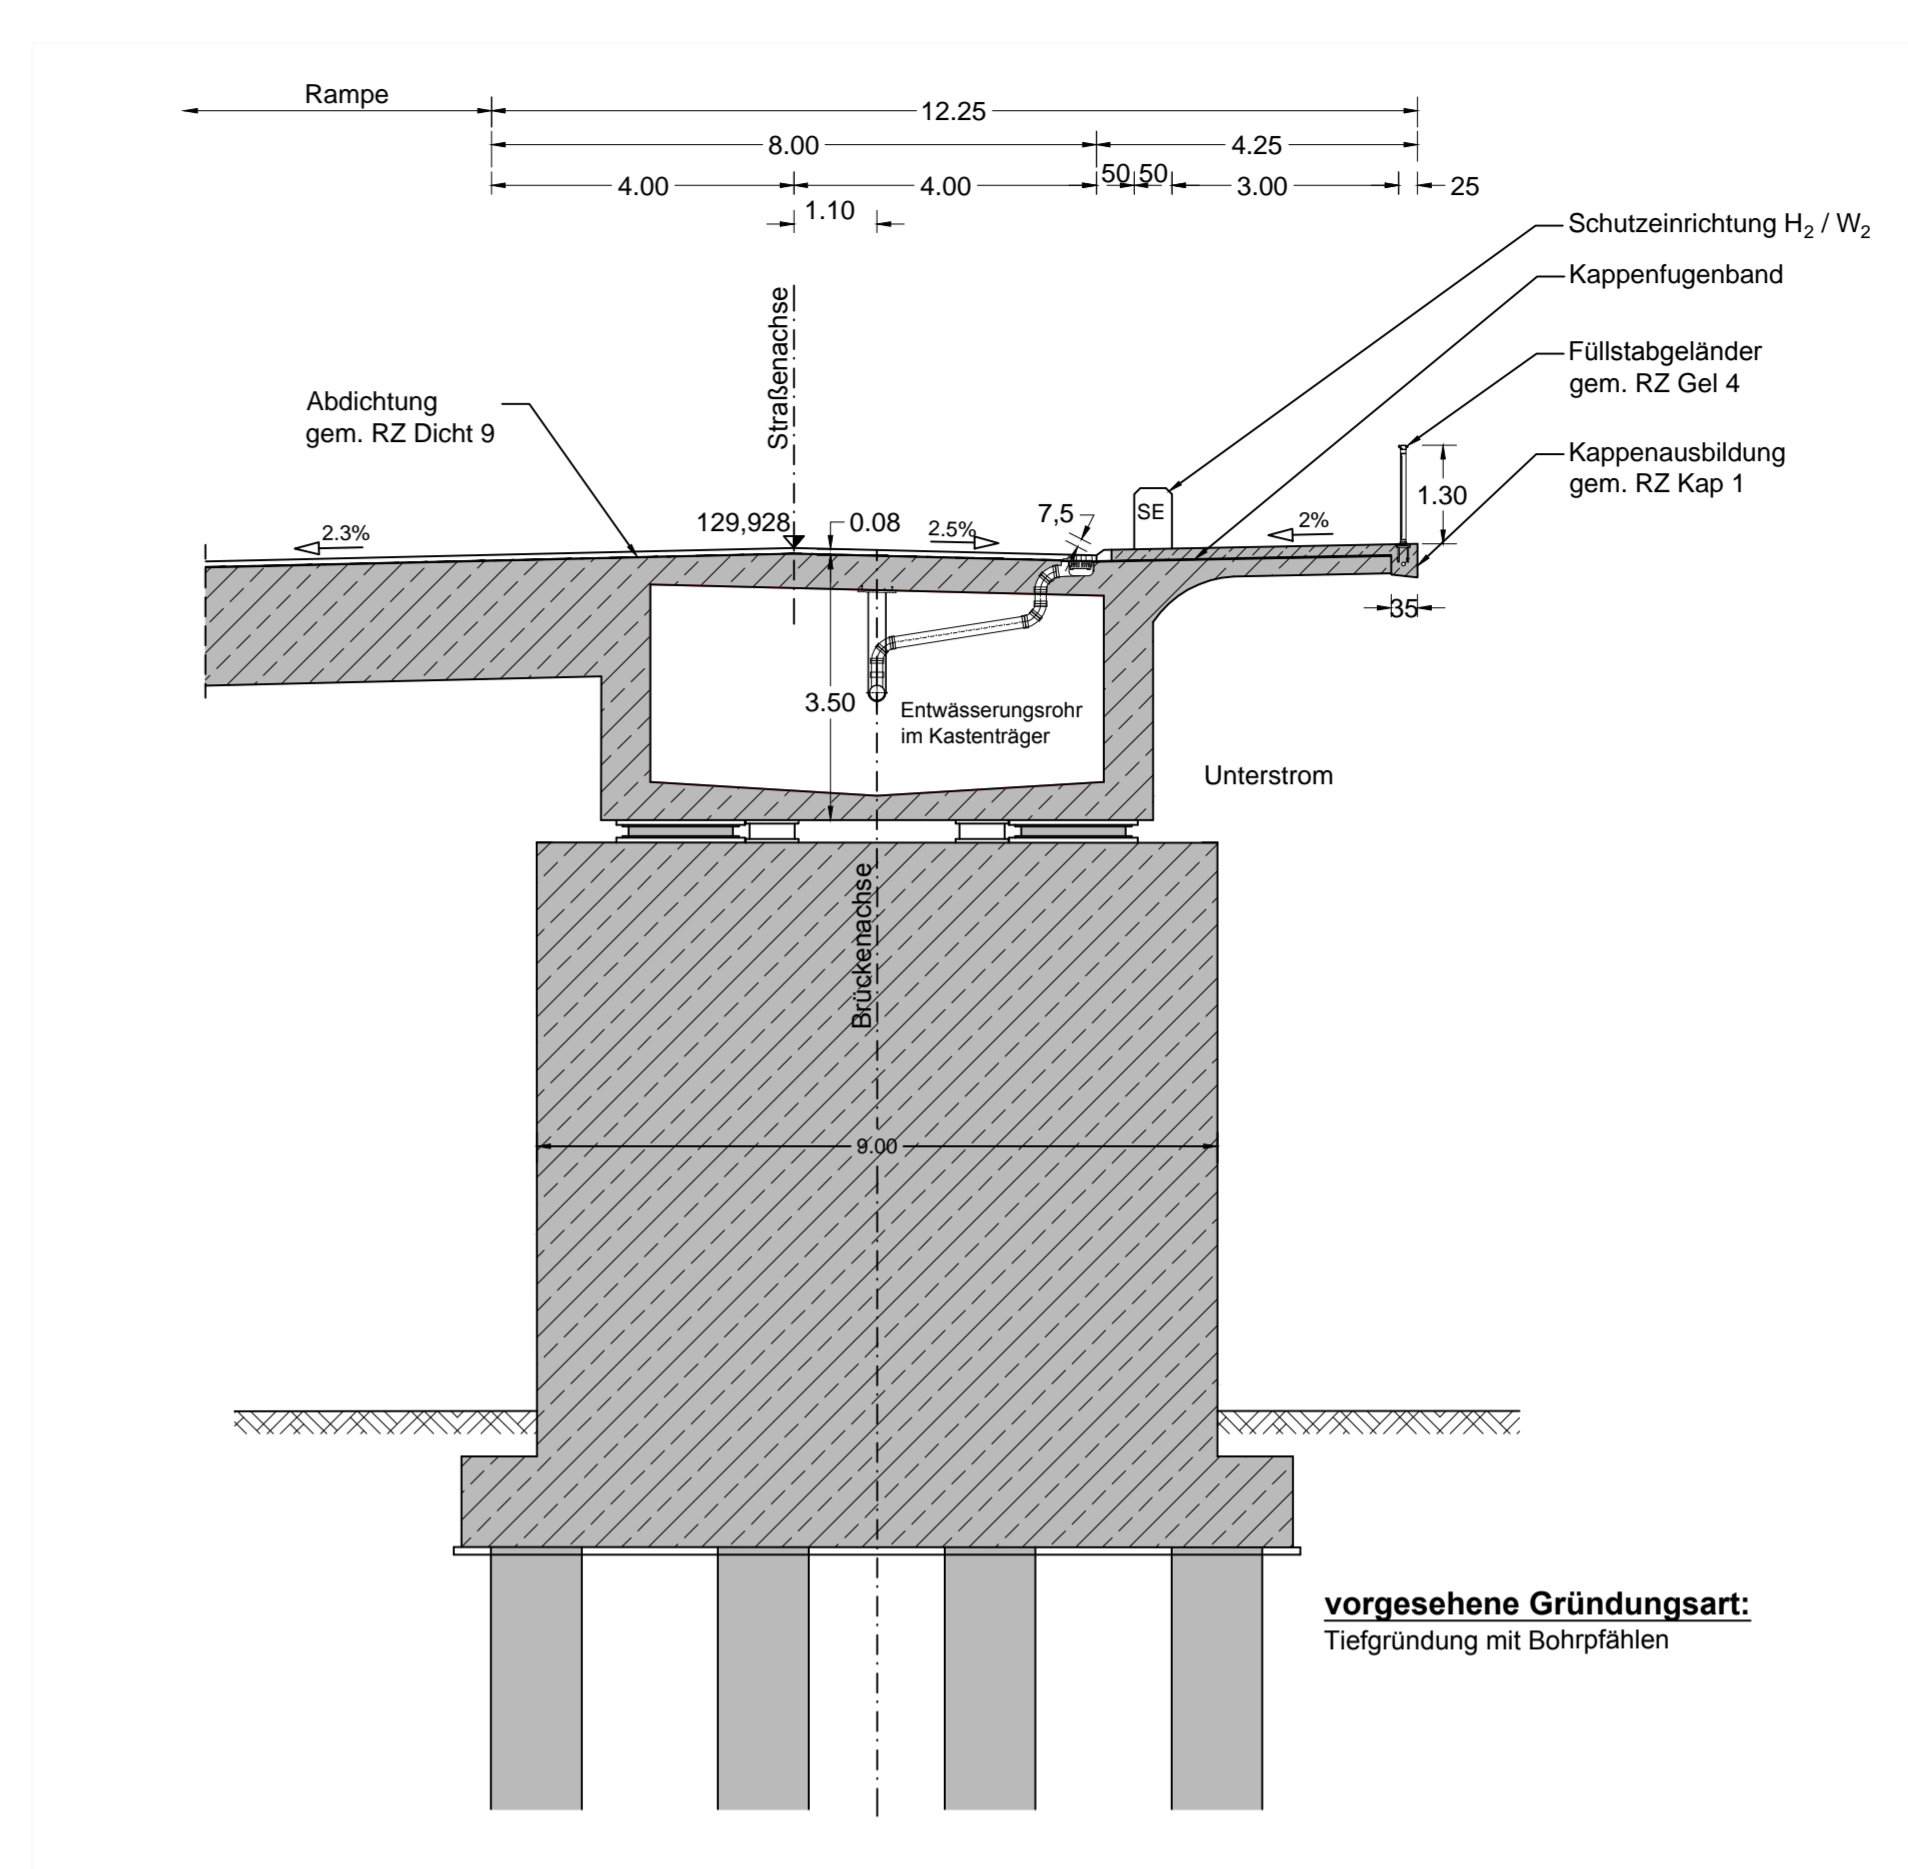 Rampe
12.25
8.00
4.25
4.00
4.00
50
50
3.00
25
1.10
Schutzeinrichtung H₂ / W₂
Kappenfugenband
Straßenachse
Füllstabgeländer
gem. RZ Gel 4
Abdichtung
gem. RZ Dicht 9
Kappenausbildung
gem. RZ Kap 1
1.30
SE
7,5
129,928
0.08
2.3%
2.5%
2%
35
3.50
Entwässerungsrohr
im Kastenträger
Unterstrom
Brückenachse
9.00
vorgesehene Gründungsart:
Tiefgründung mit Bohrpfählen